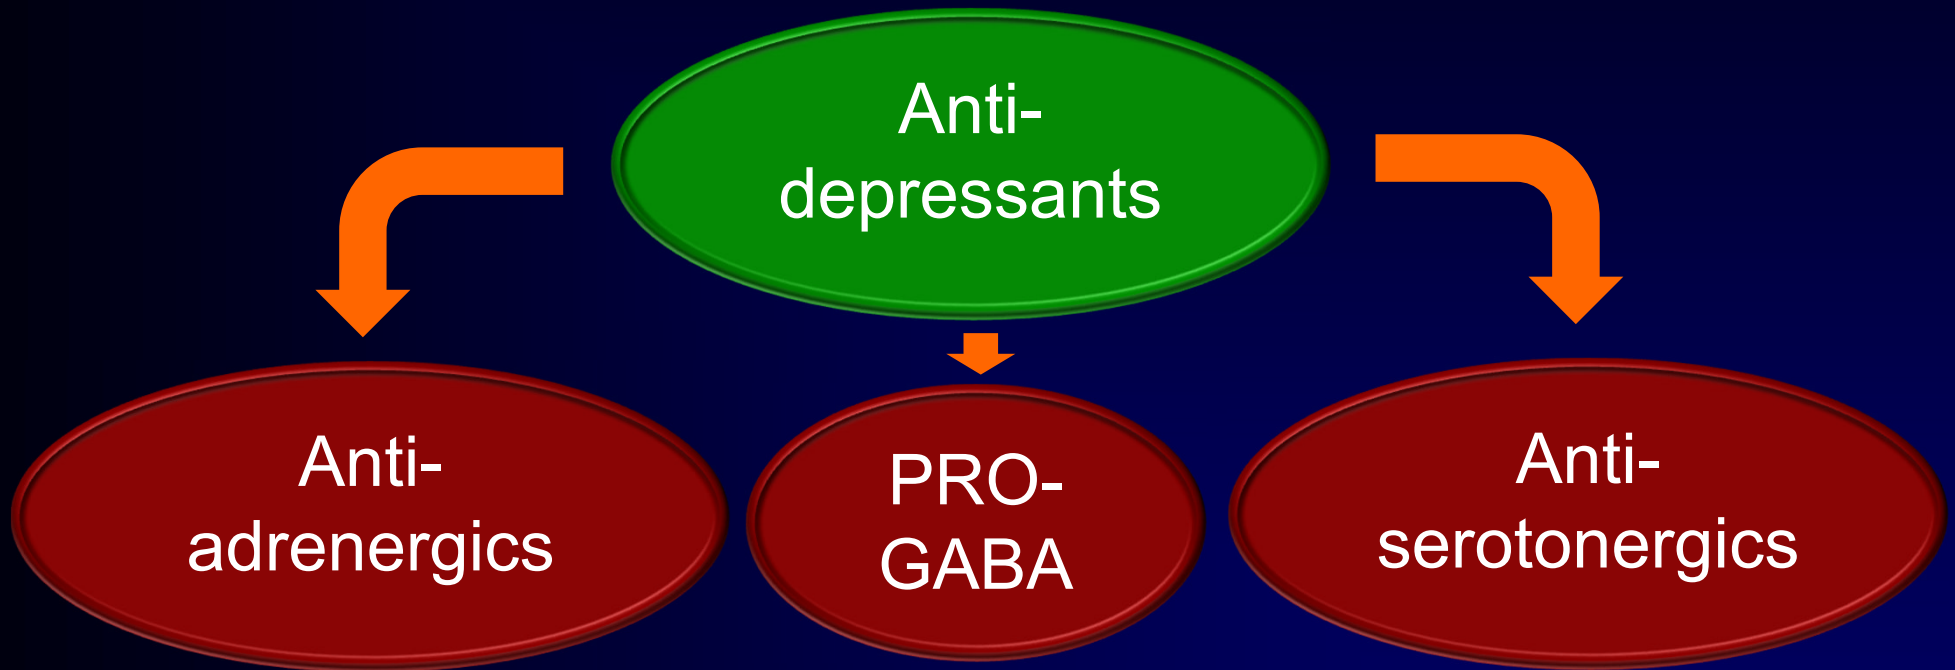 Anti-
depressants
Anti-
adrenergics
PRO-
GABA
Anti-
serotonergics